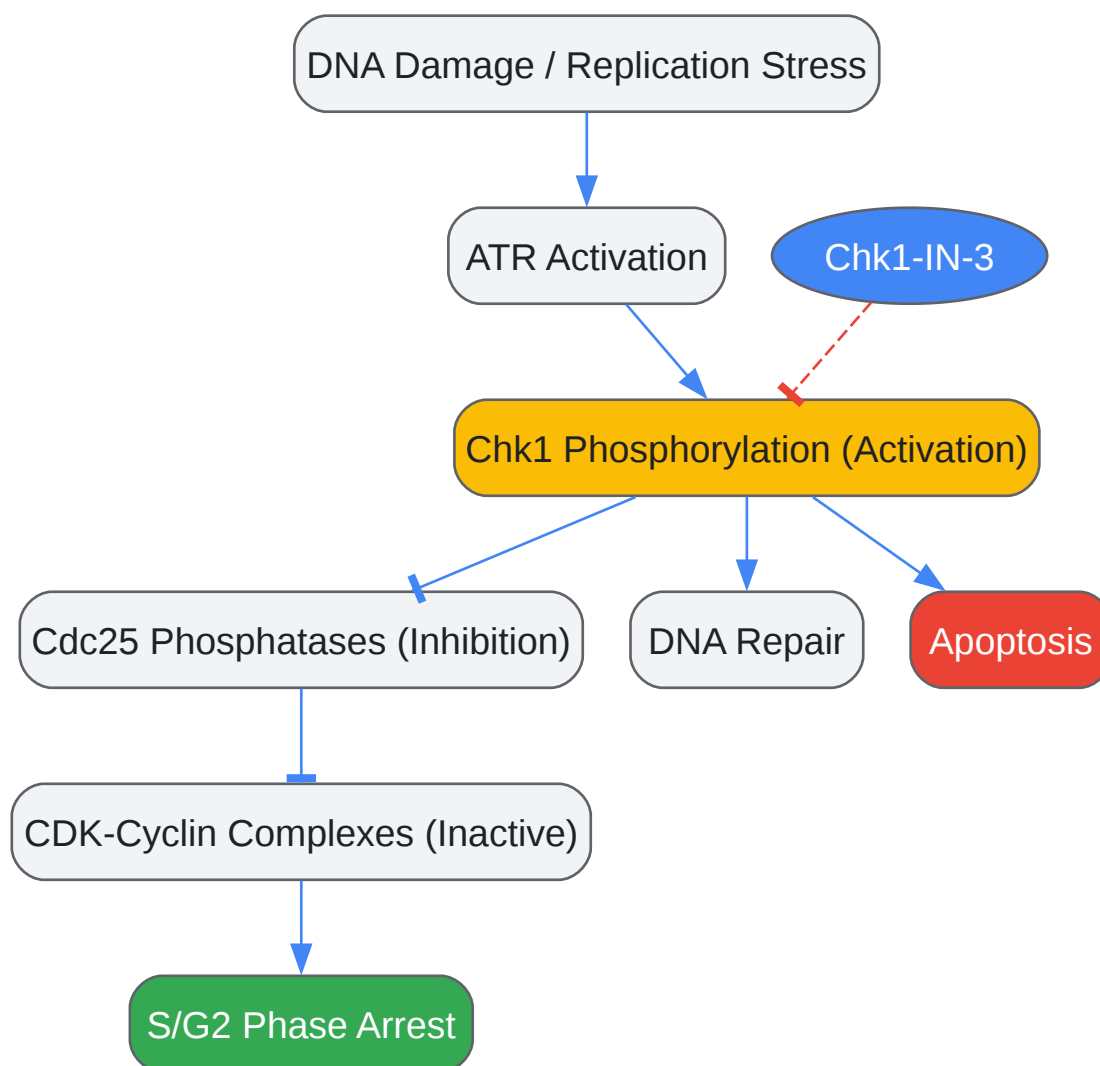 DNA Damage / Replication Stress
ATR Activation
Chk1-IN-3
Chk1 Phosphorylation (Activation)
Cdc25 Phosphatases (Inhibition)
DNA Repair
Apoptosis
CDK-Cyclin Complexes (Inactive)
S/G2 Phase Arrest